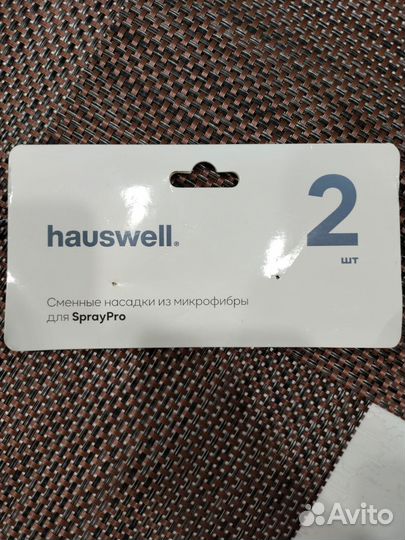 hauswell®
2
шт
Сменные насадки из микрофибры
для SprayPro
Avito